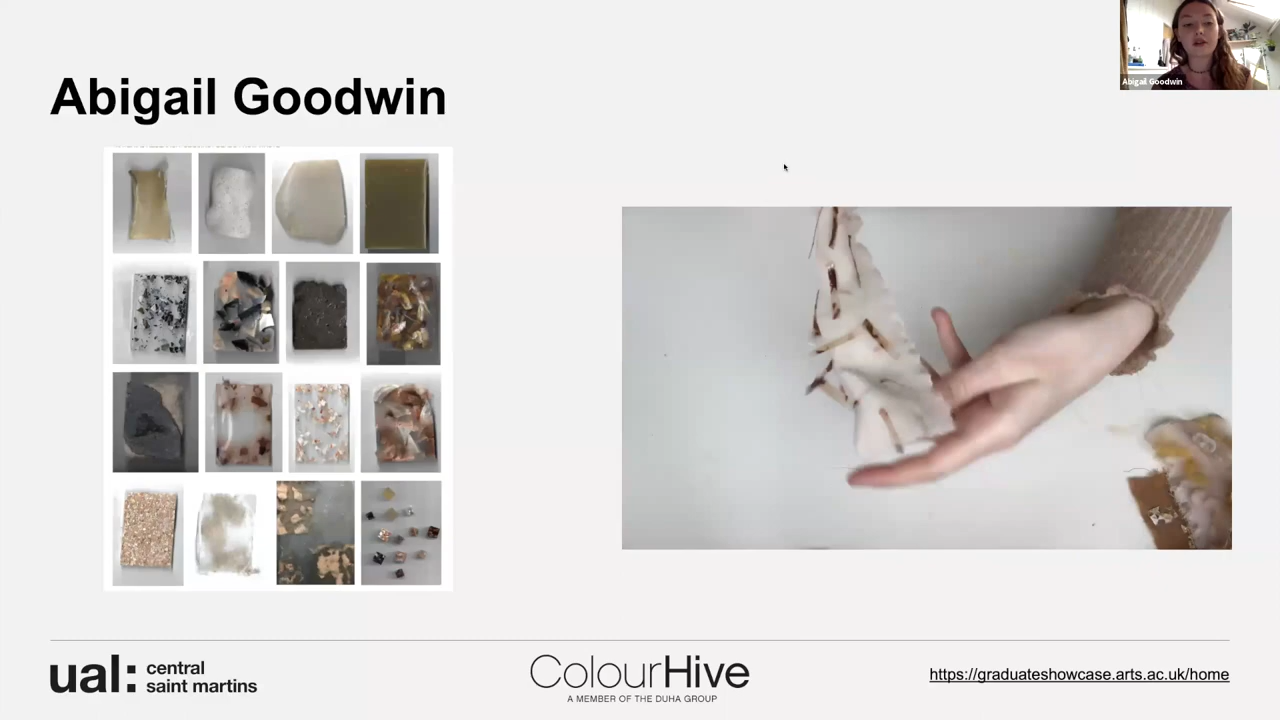 Abigail Goodwin
Abigail Goodwin
ual: central
saint martins
ColourHive
A MEMBER OF THE DUHA GROUP
https://graduateshowcase.arts.ac.uk/home